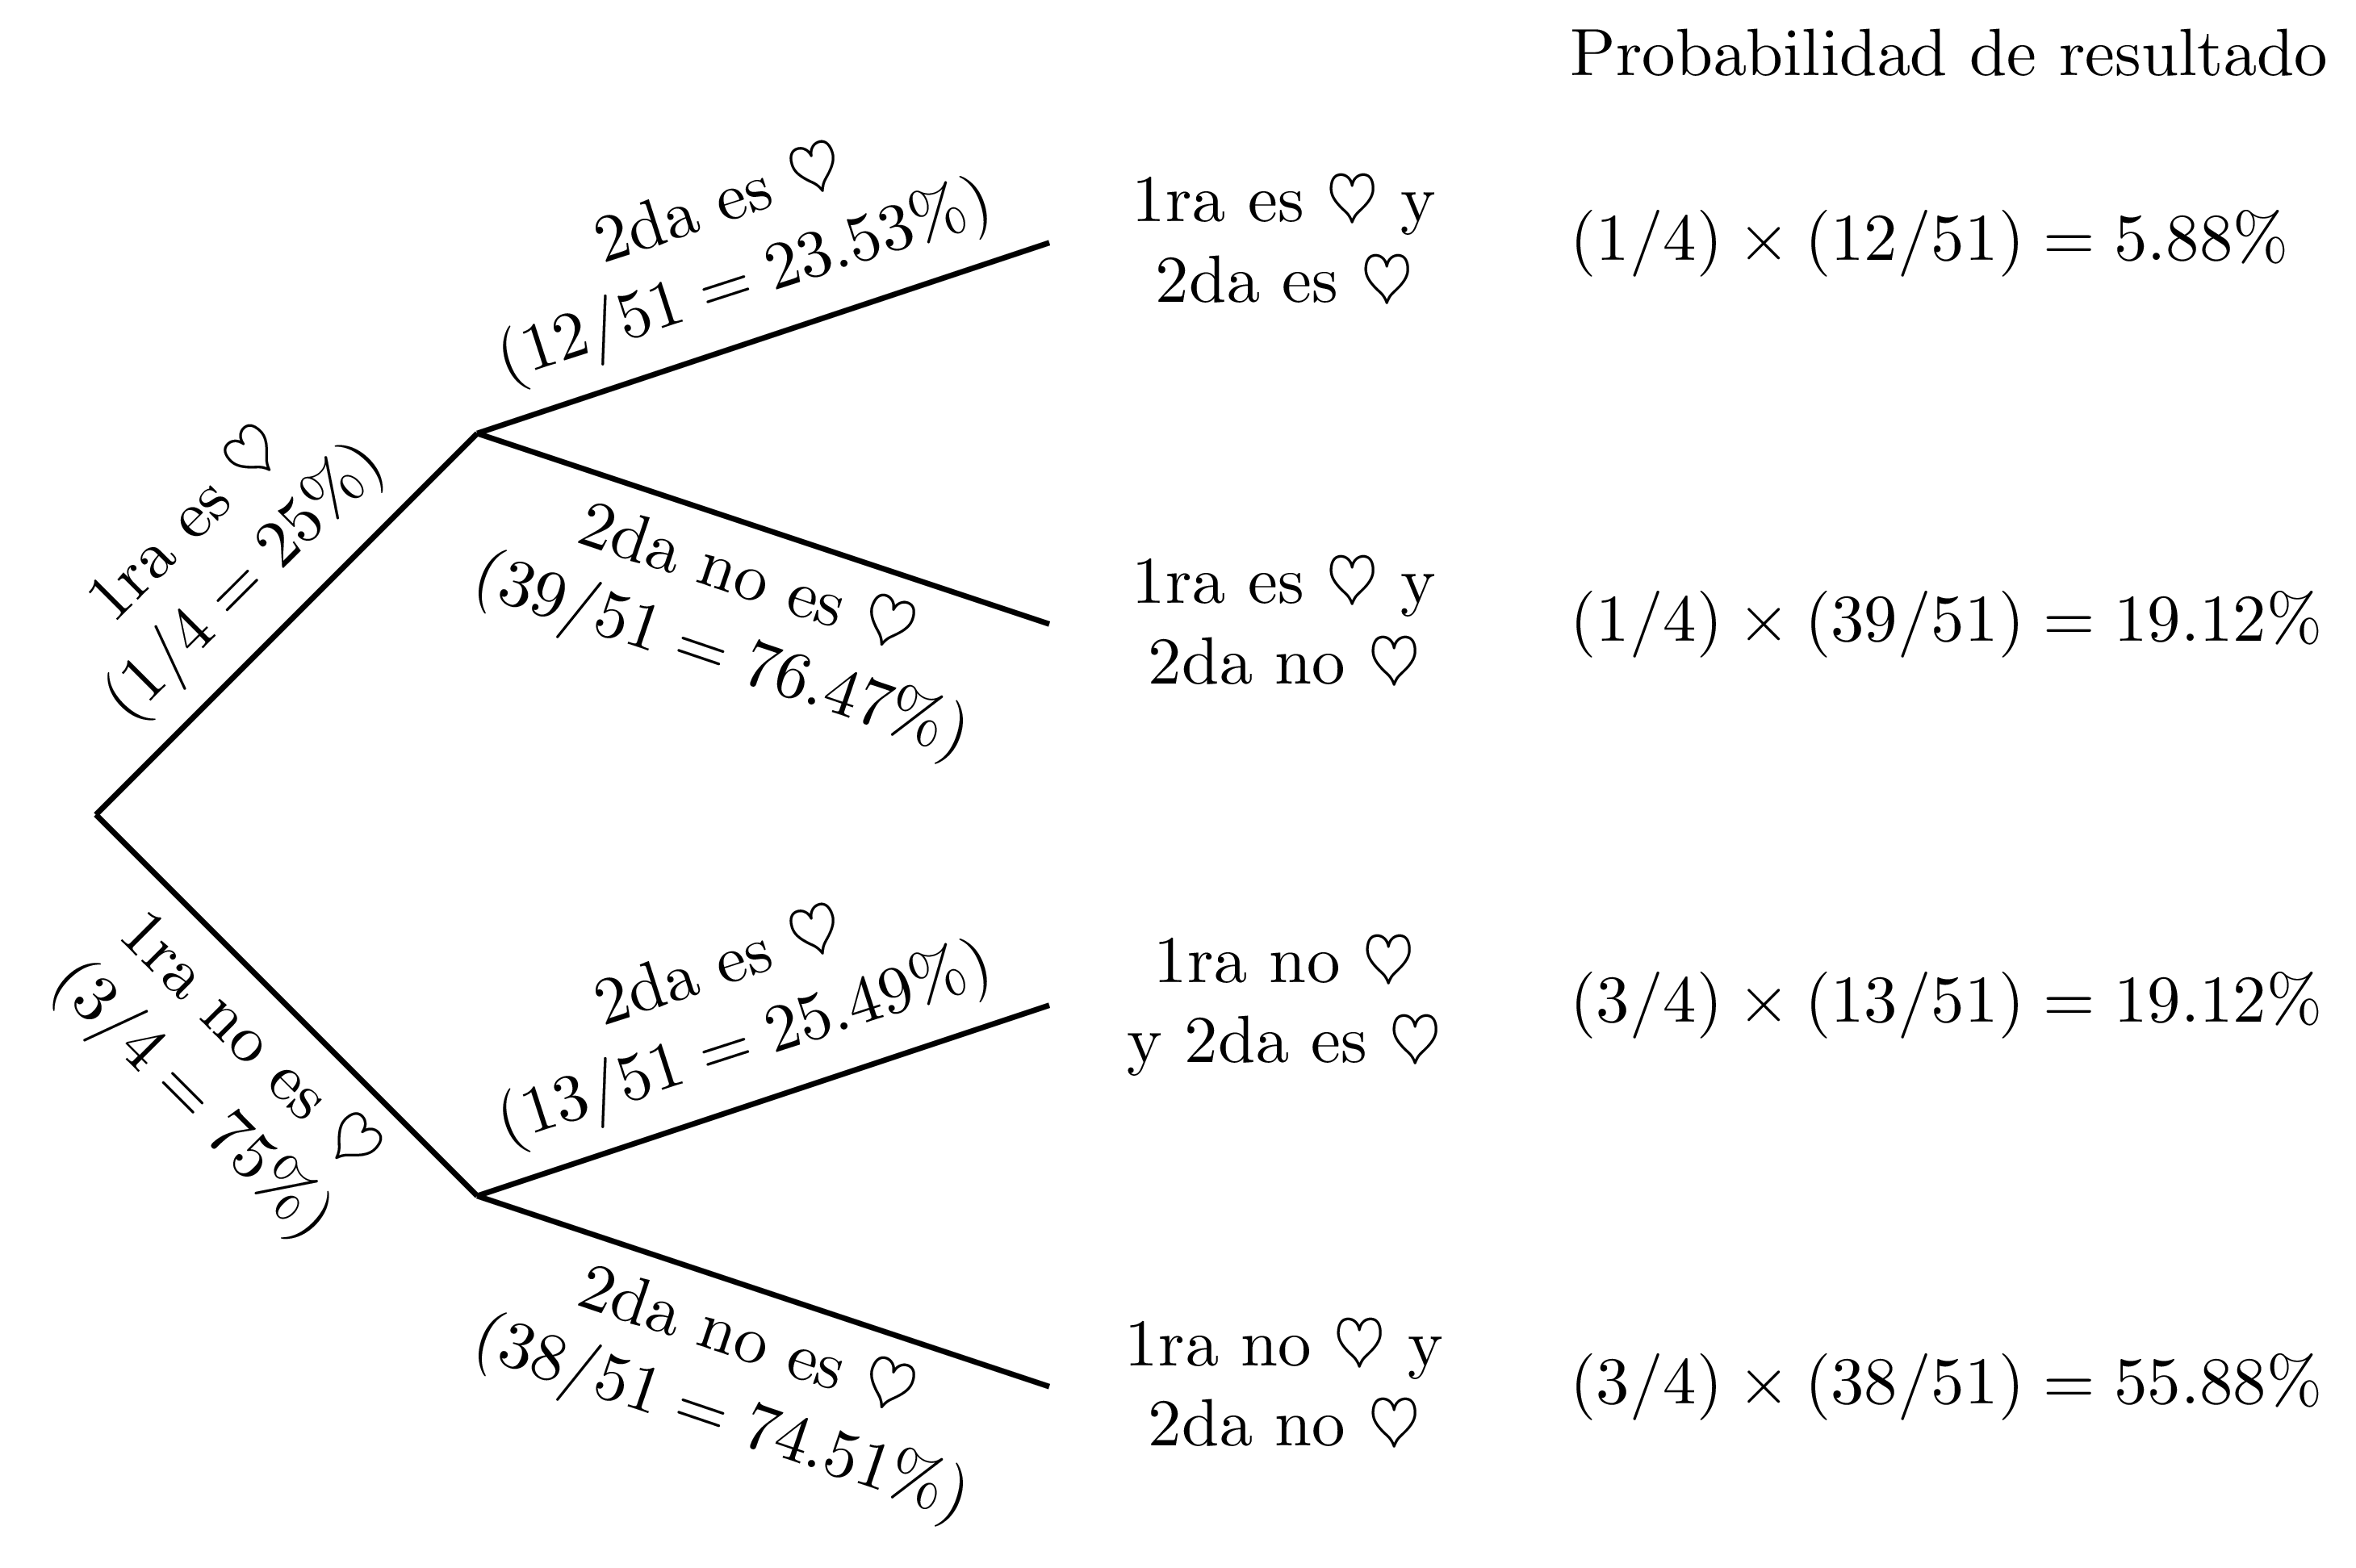 Probabilidad de resultado
2da es ♡
(12/51 = 23.53%)
1ra es ♡ y
2da es ♡
(1/4) × (12/51) = 5.88%
1ra es ♡
(1/4 = 25%)
2da no es ♡
(39/51 = 76.47%)
1ra es ♡ y
2da no ♡
(1/4) × (39/51) = 19.12%
1ra no es ♡
(3/4 = 75%)
2da es ♡
(13/51 = 25.49%)
1ra no ♡
y 2da es ♡
(3/4) × (13/51) = 19.12%
2da no es ♡
(38/51 = 74.51%)
1ra no ♡ y
2da no ♡
(3/4) × (38/51) = 55.88%